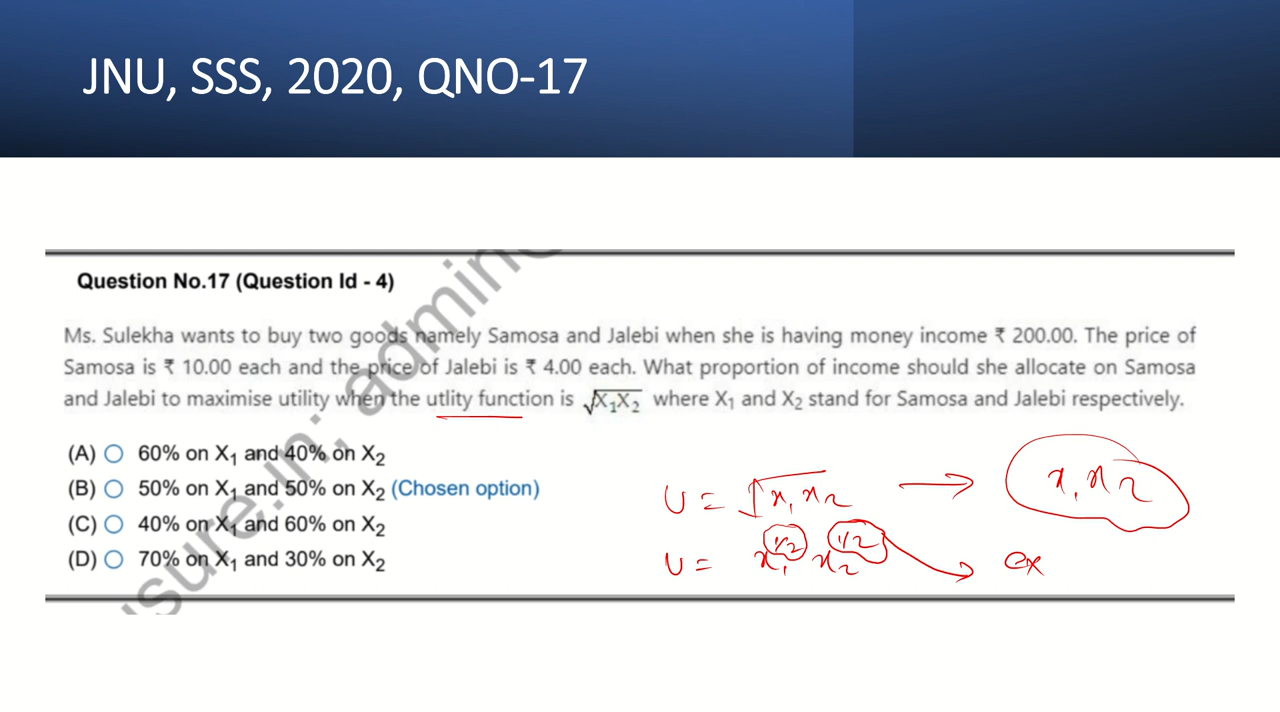 JNU, SSS, 2020, QNO-17
Question No.17 (Question Id - 4)
Ms. Sulekha wants to buy two goods namely Samosa and Jalebi when she is having money income ₹ 200.00. The price of
Samosa is ₹ 10.00 each and the price of Jalebi is ₹ 4.00 each. What proportion of income should she allocate on Samosa
and Jalebi to maximise utility when the utlity function is √X₁X₂ where X₁ and X₂ stand for Samosa and Jalebi respectively.
(A) 60% on X₁ and 40% on X₂
(B) 50% on X₁ and 50% on X₂ (Chosen option)
(C) 40% on X₁ and 60% on X₂
(D) 70% on X₁ and 30% on X₂
U = √x₁x₂ → x₁x₂
U = x₁^1/2 x₂^1/2 → ex
sure.in; admin